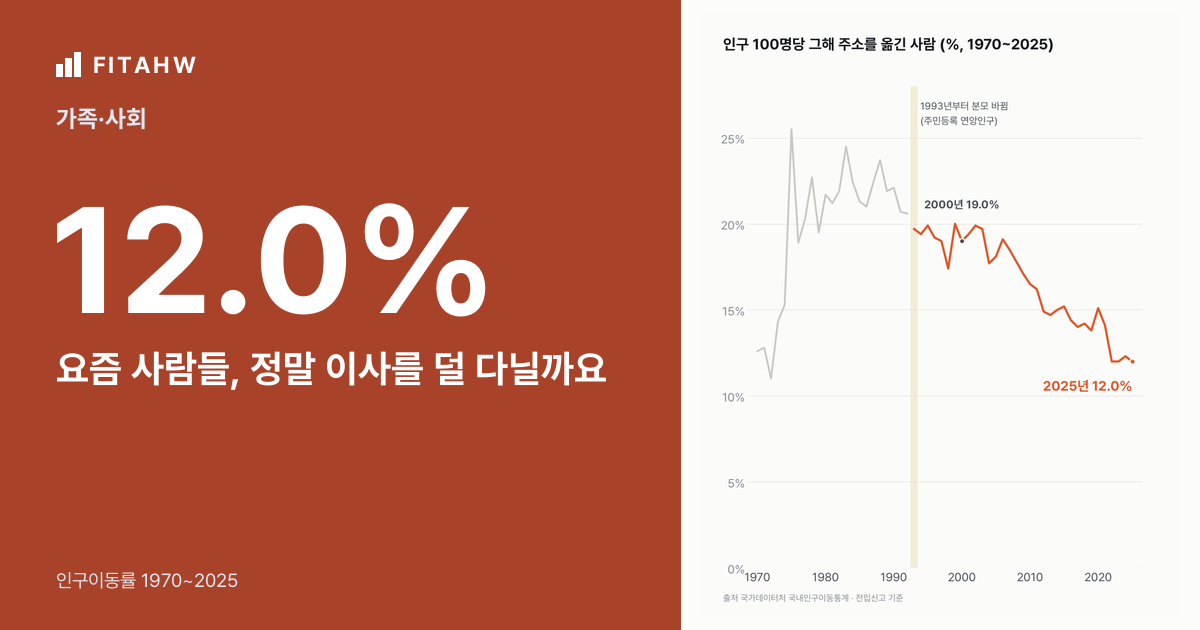 FITAHW
가족·사회
12.0%
요즘 사람들, 정말 이사를 덜 다닐까요
인구이동률 1970~2025
인구 100명당 그해 주소를 옮긴 사람 (%, 1970~2025)
1993년부터 분모 바뀜
(주민등록 연앙인구)
25%
2000년 19.0%
20%
15%
2025년 12.0%
10%
5%
0%
1970 1980 1990 2000 2010 2020
출처 국가데이터처 국내인구이동통계 · 전입신고 기준